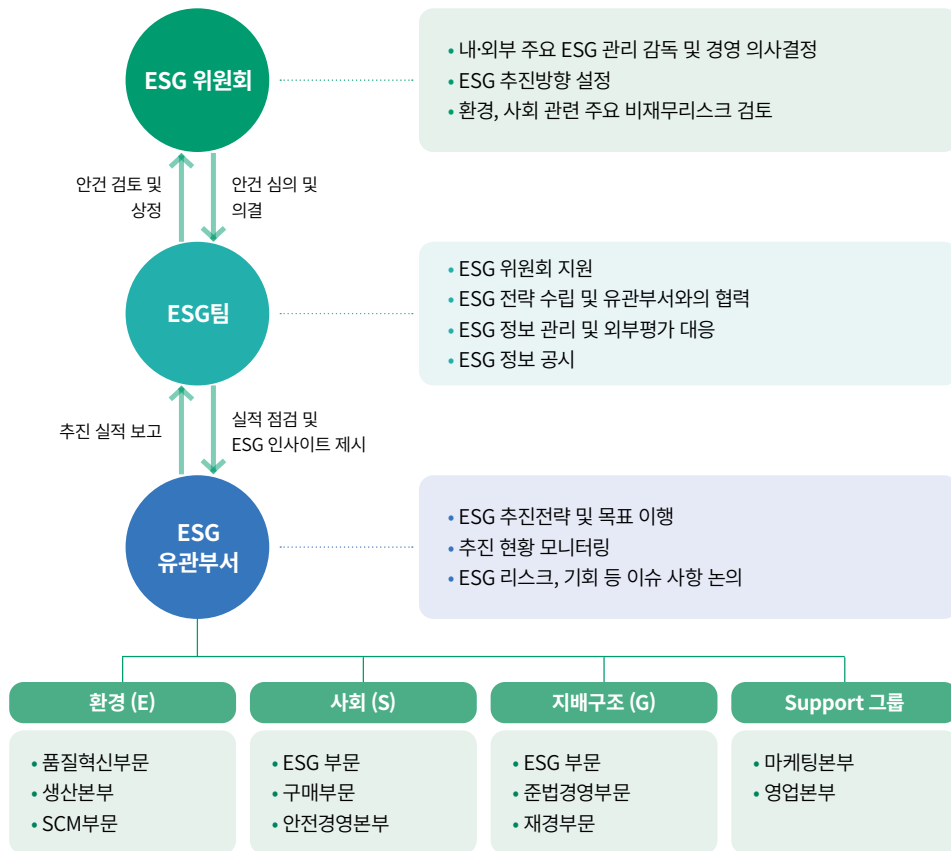 ESG 위원회
• 내·외부 주요 ESG 관리 감독 및 경영 의사결정
• ESG 추진방향 설정
• 환경, 사회 관련 주요 비재무리스크 검토
안건 검토 및
상정
안건 심의 및
의결
ESG팀
• ESG 위원회 지원
• ESG 전략 수립 및 유관부서와의 협력
• ESG 정보 관리 및 외부평가 대응
• ESG 정보 공시
추진 실적 보고
실적 점검 및
ESG 인사이트 제시
ESG
유관부서
• ESG 추진전략 및 목표 이행
• 추진 현황 모니터링
• ESG 리스크, 기회 등 이슈 사항 논의
환경 (E)
• 품질혁신부문
• 생산본부
• SCM부문
사회 (S)
• ESG 부문
• 구매부문
• 안전경영본부
지배구조 (G)
• ESG 부문
• 준법경영부문
• 재경부문
Support 그룹
• 마케팅본부
• 영업본부